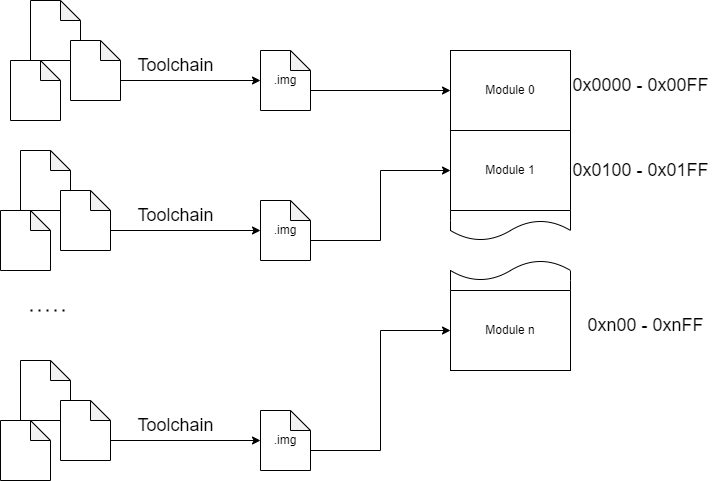 Toolchain
.img
Module 0
0x0000 - 0x00FF
Toolchain
.img
Module 1
0x0100 - 0x01FF
.....
Toolchain
.img
Module n
0xn00 - 0xnFF